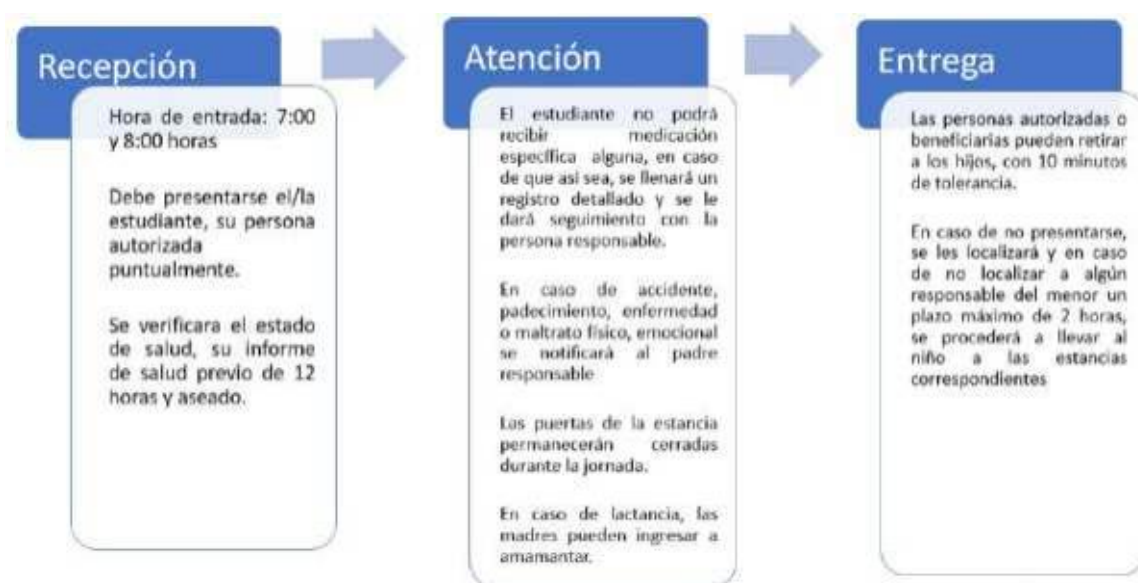 Recepción
Hora de entrada: 7:00
y 8:00 horas
Debe presentarse el/la
estudiante, su persona
autorizada
puntualmente.
Se verificara el estado
de salud, su informe
de salud previo de 12
horas y aseado.
Atención
El estudiante no podrá
recibir medicación
específica alguna, en caso
de que asi sea, se llenará un
registro detallado y se le
dará seguimiento con la
persona responsable.
En caso de accidente,
padecimiento, enfermedad
o maltrato físico, emocional
se notificará al padre
responsable
Las puertas de la estancia
permanecerán cerradas
durante la jornada.
En caso de lactancia, las
madres pueden ingresar a
amamantar.
Entrega
Las personas autorizadas o
beneficiarias pueden retirar
a los hijos, con 10 minutos
de tolerancia.
En caso de no presentarse,
se les localizará y en caso
de no localizar a algún
responsable del menor un
plazo máximo de 2 horas,
se procederá a llevar al
niño a las estancias
correspondientes